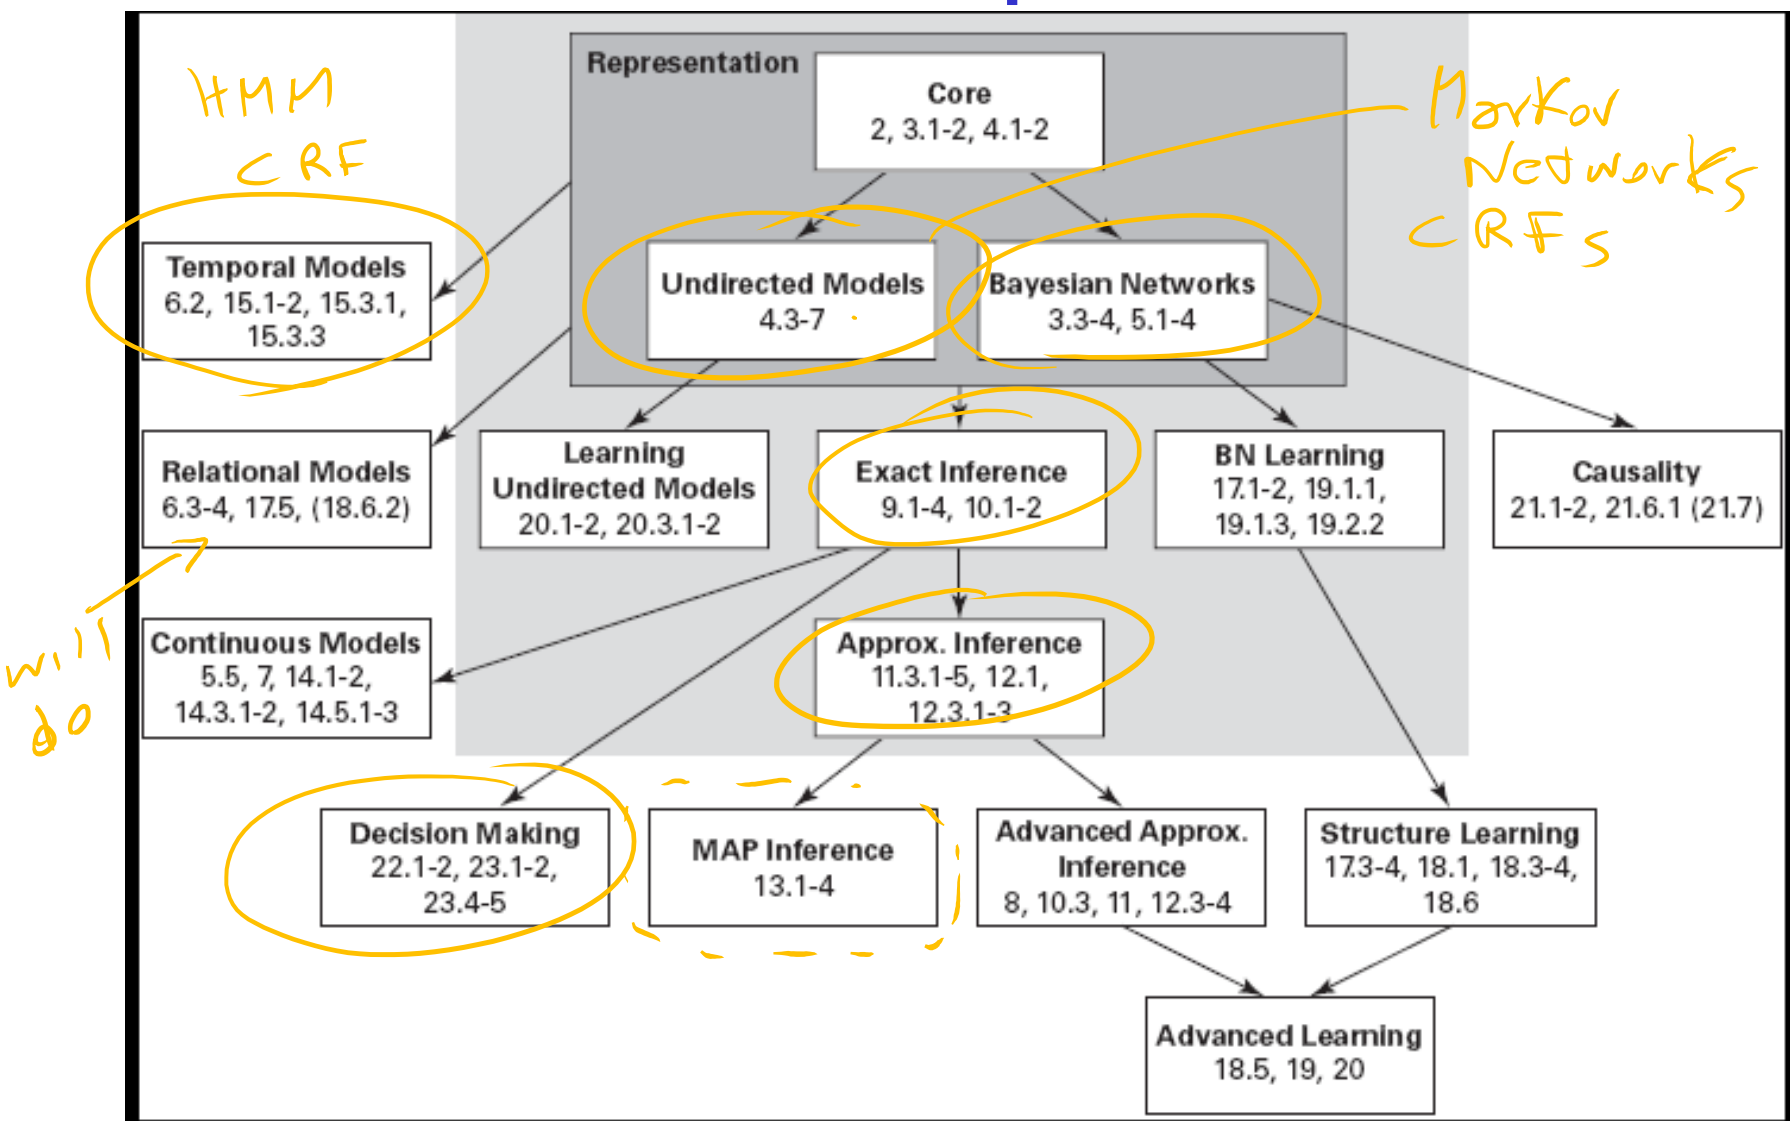 Representation
Core
2, 3.1-2, 4.1-2
HMM
CRF
Markov
Networks
CRFs
Temporal Models
6.2, 15.1-2, 15.3.1,
15.3.3
Undirected Models
4.3-7
Bayesian Networks
3.3-4, 5.1-4
Relational Models
6.3-4, 17.5, (18.6.2)
Learning
Undirected Models
20.1-2, 20.3.1-2
Exact Inference
9.1-4, 10.1-2
BN Learning
17.1-2, 19.1.1,
19.1.3, 19.2.2
Causality
21.1-2, 21.6.1 (21.7)
will
do
Continuous Models
5.5, 7, 14.1-2,
14.3.1-2, 14.5.1-3
Approx. Inference
11.3.1-5, 12.1,
12.3.1-3
Decision Making
22.1-2, 23.1-2,
23.4-5
MAP Inference
13.1-4
Advanced Approx.
Inference
8, 10.3, 11, 12.3-4
Structure Learning
17.3-4, 18.1, 18.3-4,
18.6
Advanced Learning
18.5, 19, 20